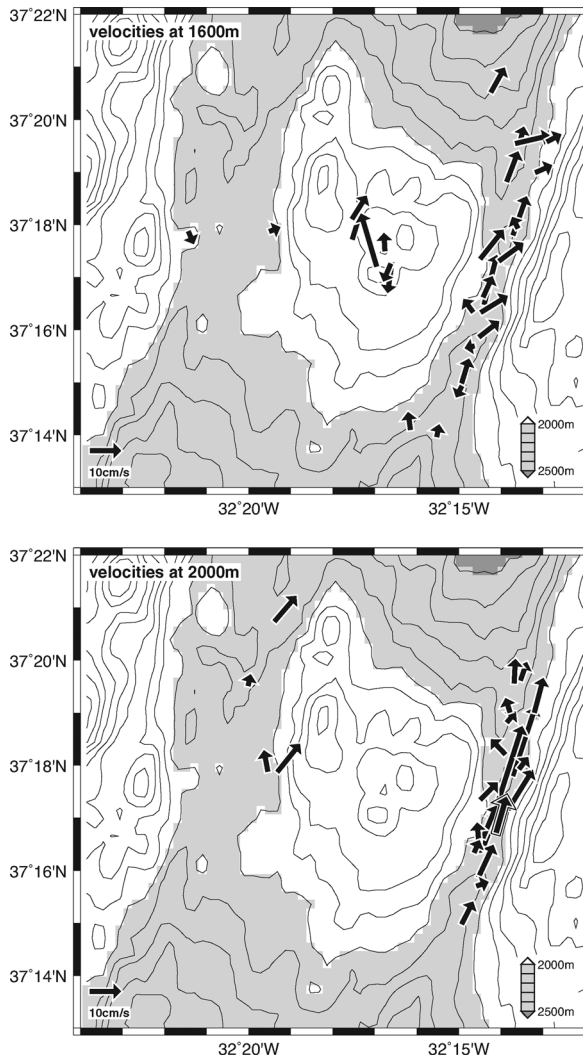 37°22'N
velocities at 1600m
37°20'N
37°18'N
37°16'N
37°14'N
10cm/s
2000m
2500m
32°20'W
32°15'W
37°22'N
velocities at 2000m
37°20'N
37°18'N
37°16'N
37°14'N
10cm/s
2000m
2500m
32°20'W
32°15'W